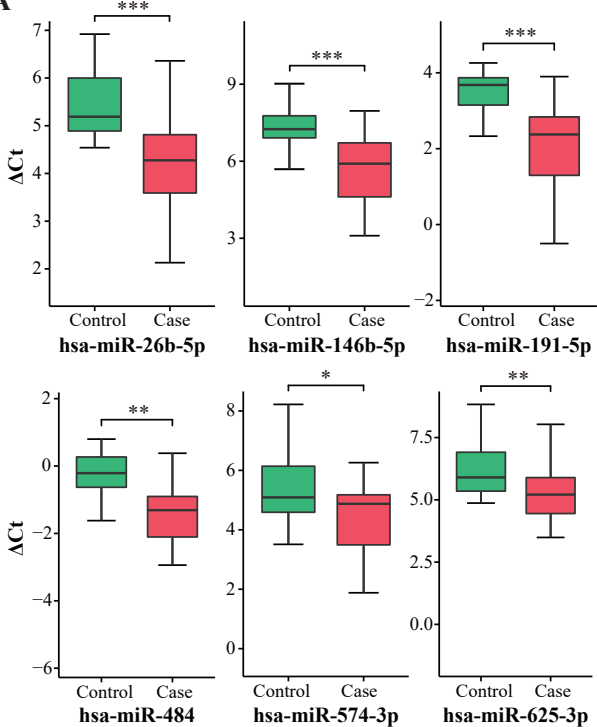 A
*** *** ***
ΔCt
7 6 5 4 3 2
9 6 3
4 2 0 −2
Control Case Control Case Control Case
hsa-miR-26b-5p hsa-miR-146b-5p hsa-miR-191-5p
** * **
ΔCt
2 0 −2 −4 −6
8 6 4 2 0
7.5 5.0 2.5 0.0
Control Case Control Case Control Case
hsa-miR-484 hsa-miR-574-3p hsa-miR-625-3p